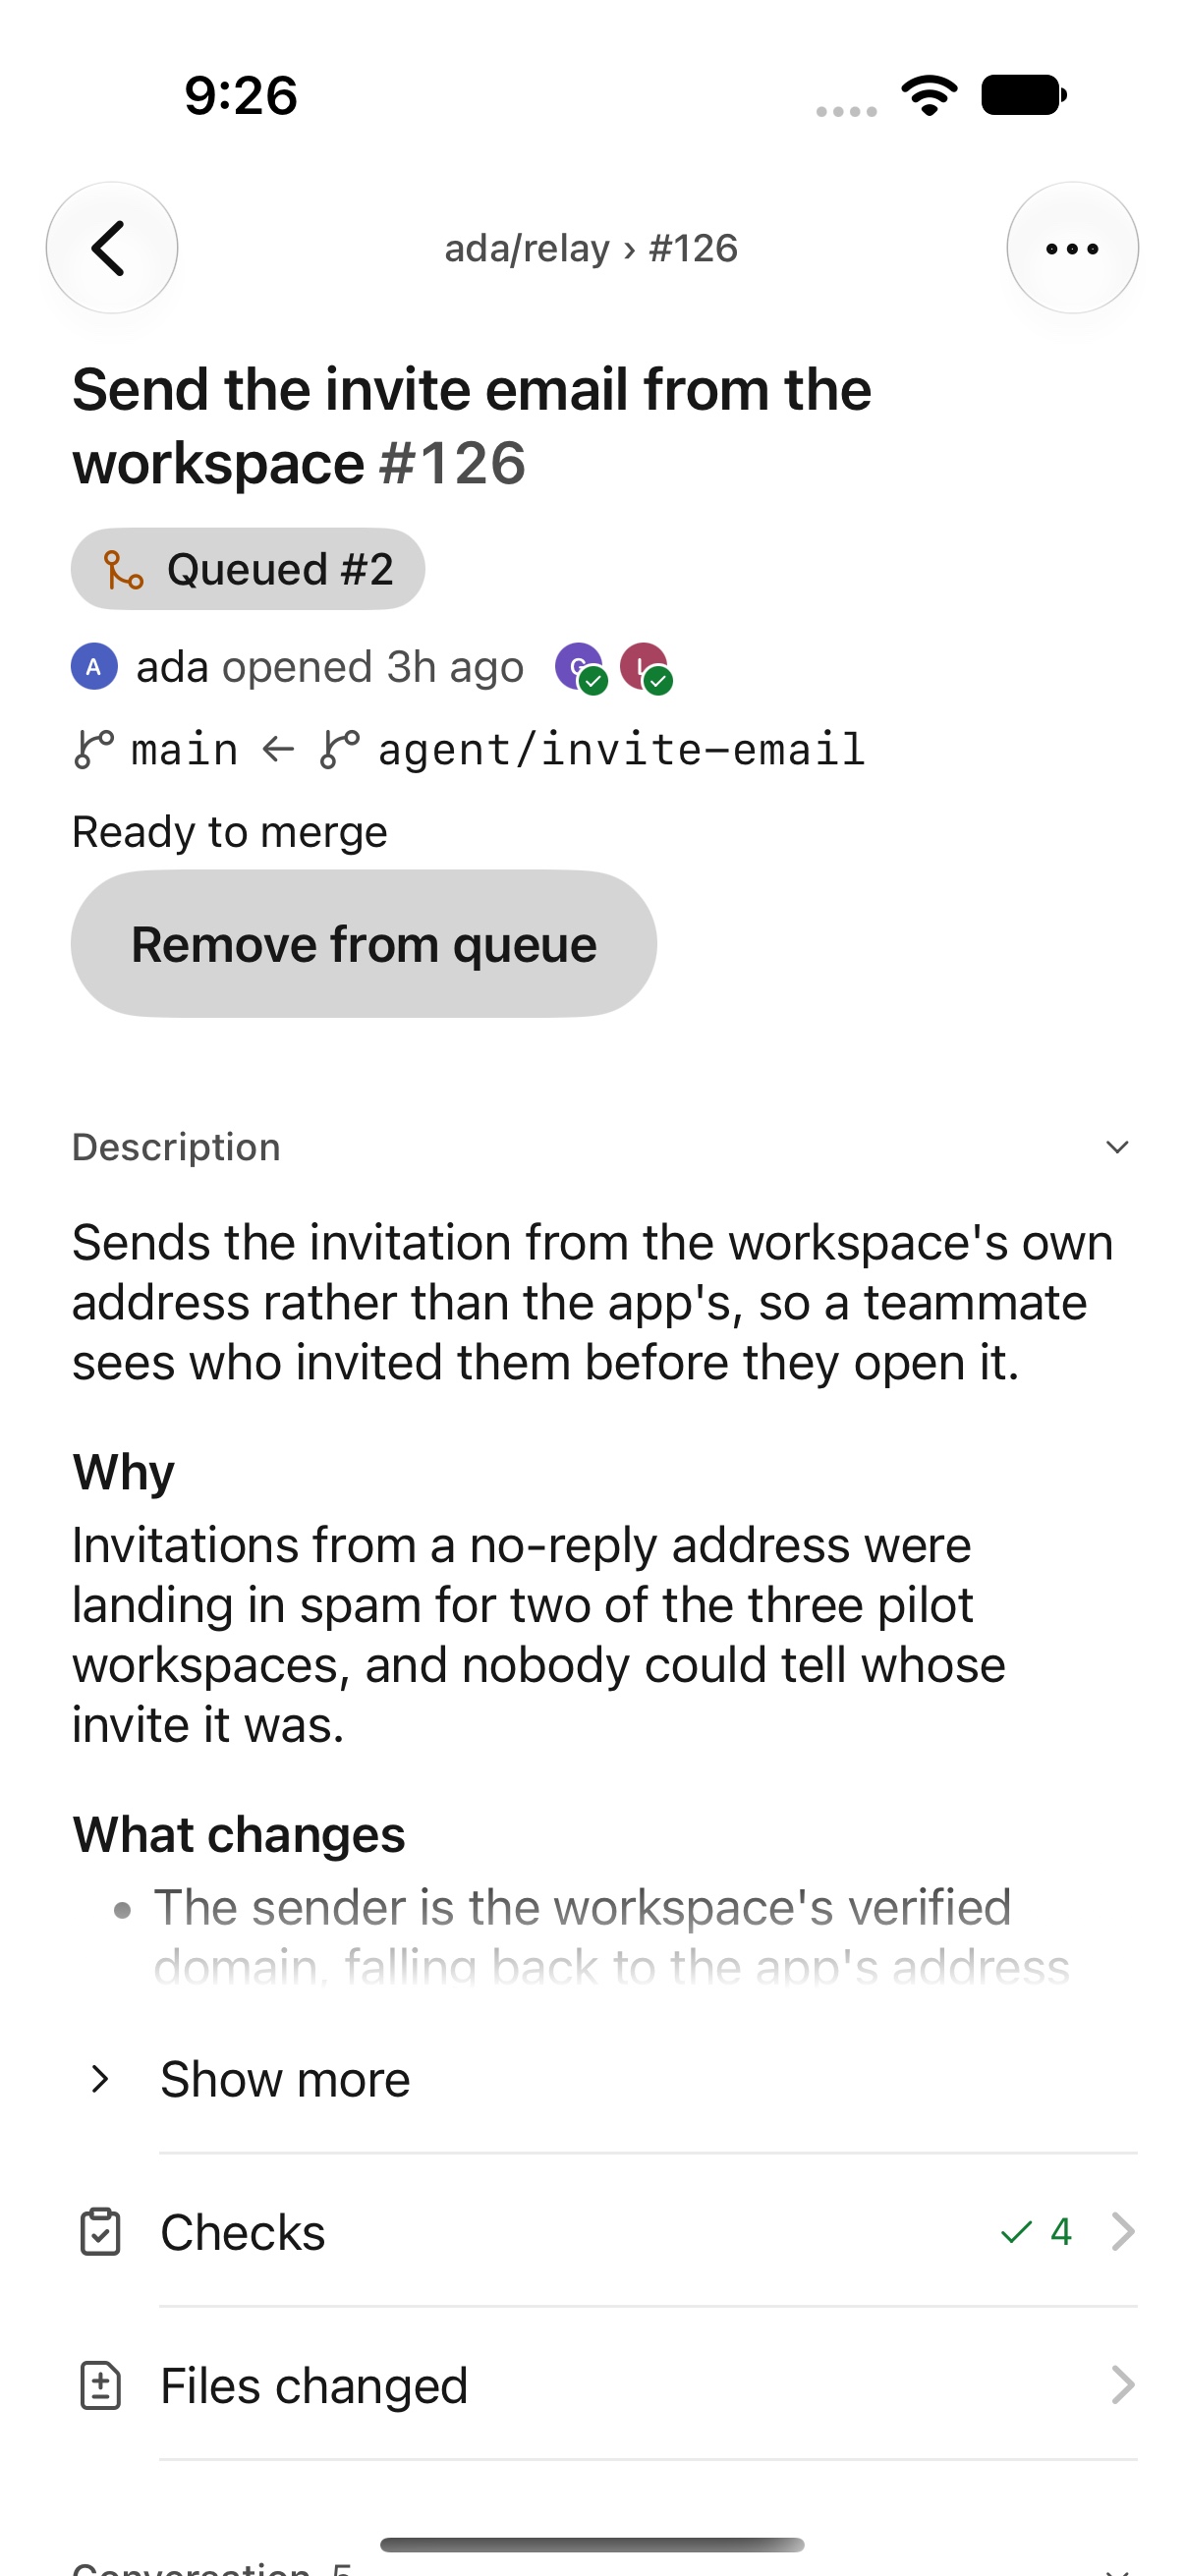 9:26
ada/relay › #126
Send the invite email from the
workspace #126
Queued #2
A ada opened 3h ago
main ← agent/invite-email
Ready to merge
Remove from queue
Description
Sends the invitation from the workspace's own
address rather than the app's, so a teammate
sees who invited them before they open it.
Why
Invitations from a no-reply address were
landing in spam for two of the three pilot
workspaces, and nobody could tell whose
invite it was.
What changes
• The sender is the workspace's verified
domain, falling back to the app's address
Show more
Checks 4
Files changed
Conversation 5